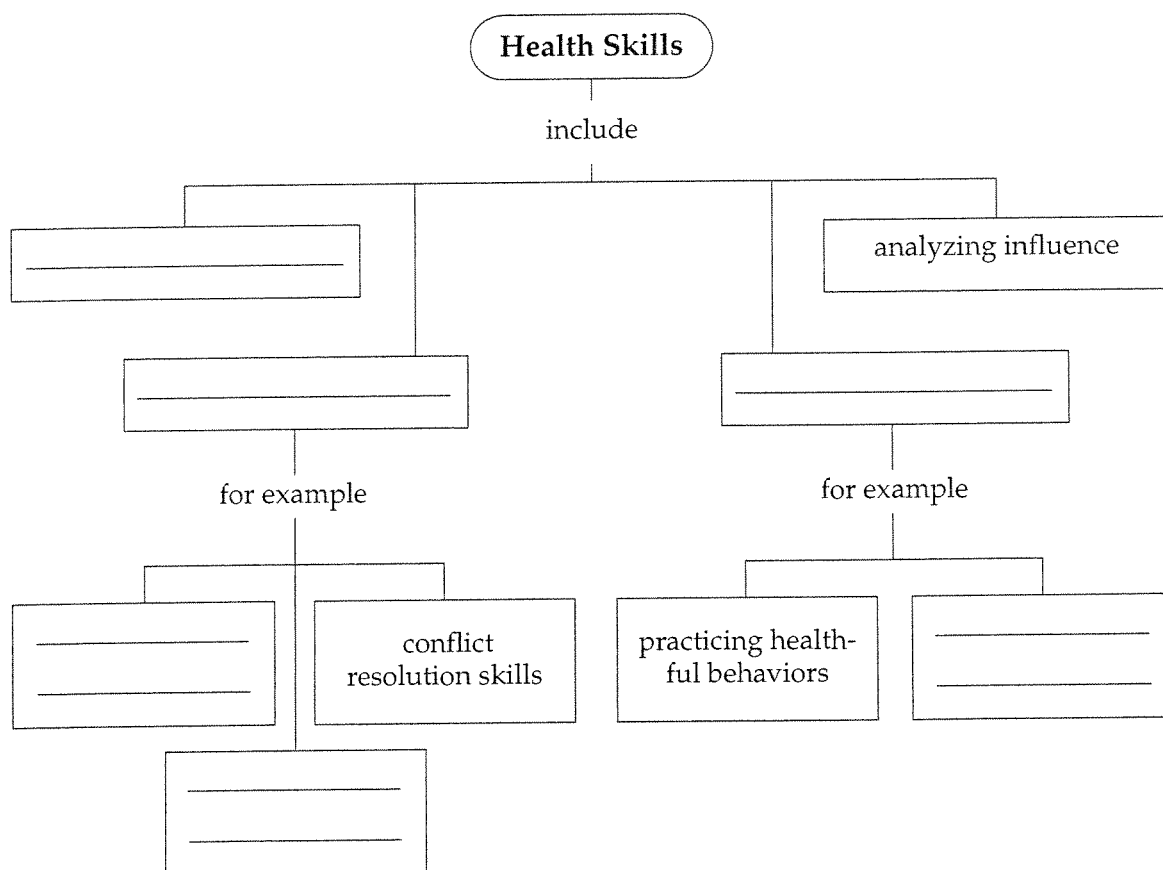 Health Skills
include
analyzing influence
for example
for example
conflict
resolution skills
practicing health-
ful behaviors